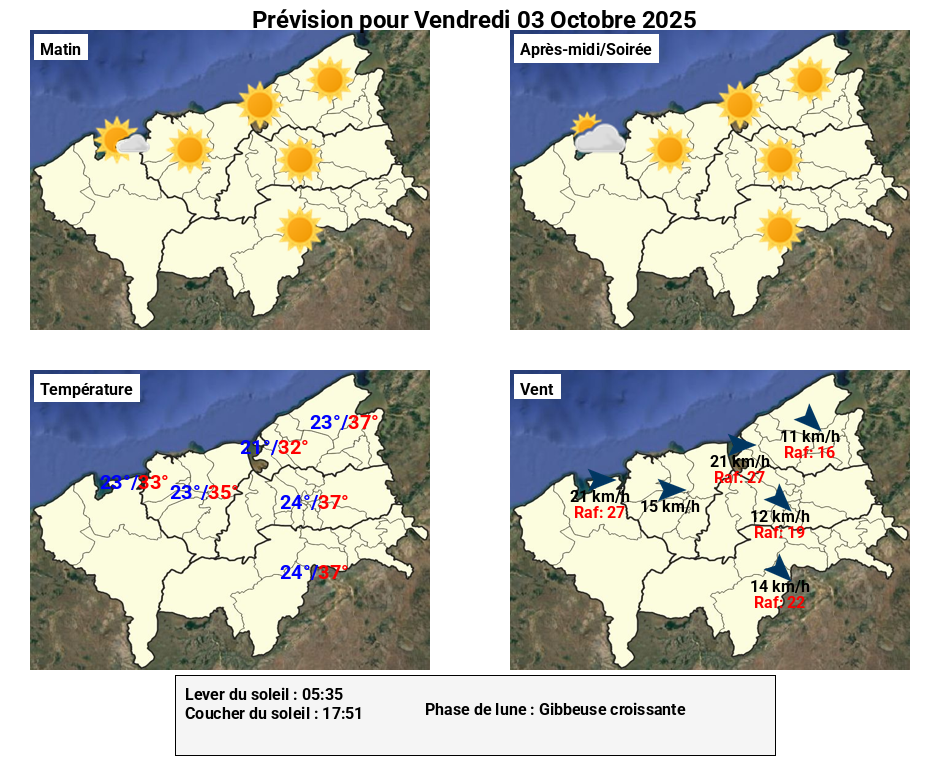 Prévision pour Vendredi 03 Octobre 2025
Matin
Après-midi/Soirée
Température
23°/37°
21°/32°
23°/33°
23°/35°
24°/37°
24°/37°
Vent
11 km/h
Raf: 16
21 km/h
Raf: 27
21 km/h
Raf: 27
15 km/h
12 km/h
Raf: 19
14 km/h
Raf: 22
Lever du soleil : 05:35
Coucher du soleil : 17:51
Phase de lune : Gibbeuse croissante